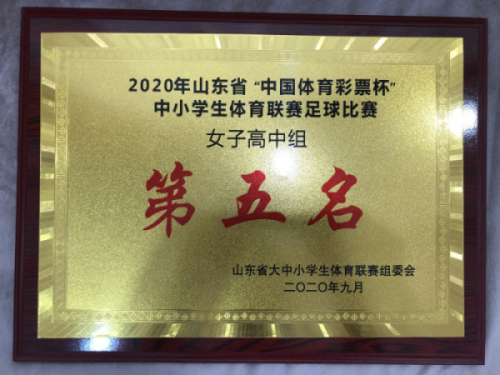 2020年山东省“中国体育彩票杯”
中小学生体育联赛足球比赛
女子高中组
第五名
山东省大中小学生体育联赛组委会
二〇二〇年九月